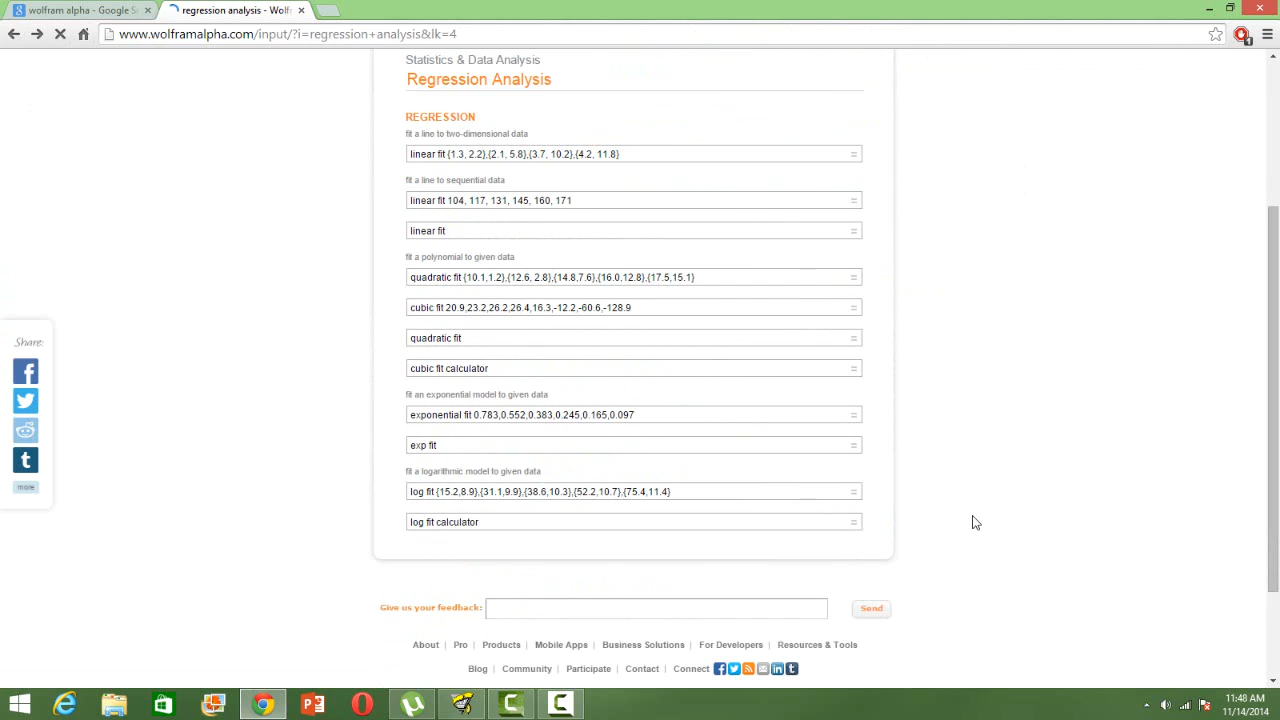 wolfram alpha - Google S
regression analysis - Wolf
www.wolframalpha.com/input/?i=regression+analysis&lk=4
Statistics & Data Analysis
Regression Analysis
REGRESSION
fit a line to two-dimensional data
linear fit {1.3, 2.2},{2.1, 5.8},{3.7, 10.2},{4.2, 11.8}
fit a line to sequential data
linear fit 104, 117, 131, 145, 160, 171
linear fit
fit a polynomial to given data
quadratic fit {10.1,1.2},{12.6, 2.8},{14.8,7.6},{16.0,12.8},{17.5,15.1}
cubic fit 20.9,23.2,26.2,26.4,16.3,-12.2,-60.6,-128.9
quadratic fit
cubic fit calculator
fit an exponential model to given data
exponential fit 0.783,0.552,0.383,0.245,0.165,0.097
exp fit
fit a logarithmic model to given data
log fit {15.2,8.9},{31.1,9.9},{38.6,10.3},{52.2,10.7},{75.4,11.4}
log fit calculator
Share:
more
Give us your feedback:
Send
About | Pro | Products | Mobile Apps | Business Solutions | For Developers | Resources & Tools
Blog | Community | Participate | Contact | Connect
11:48 AM
11/14/2014